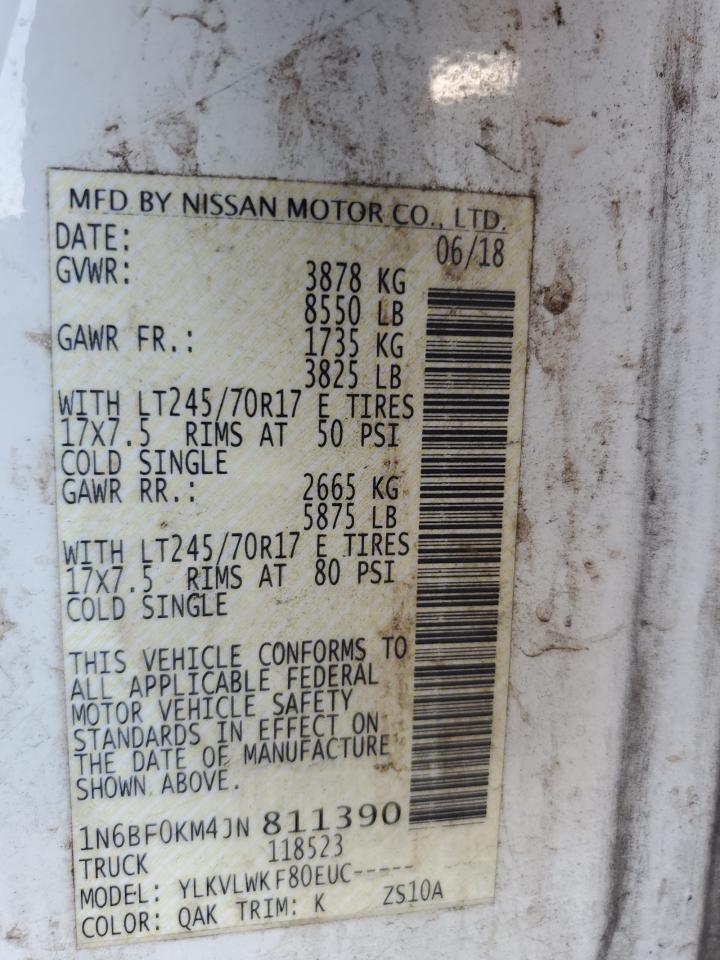 MFD BY NISSAN MOTOR CO., LTD.
DATE: 06/18
GVWR: 3878 KG
8550 LB
GAWR FR.: 1735 KG
3825 LB
WITH LT245/70R17 E TIRES
17X7.5 RIMS AT 50 PSI
COLD SINGLE
GAWR RR.: 2665 KG
5875 LB
WITH LT245/70R17 E TIRES
17X7.5 RIMS AT 80 PSI
COLD SINGLE
THIS VEHICLE CONFORMS TO
ALL APPLICABLE FEDERAL
MOTOR VEHICLE SAFETY
STANDARDS IN EFFECT ON
THE DATE OF MANUFACTURE
SHOWN ABOVE.
1N6BF0KM4JN 811390
TRUCK 118523
MODEL: YLKVLWKF80EUC-----
COLOR: QAK TRIM: K ZS10A